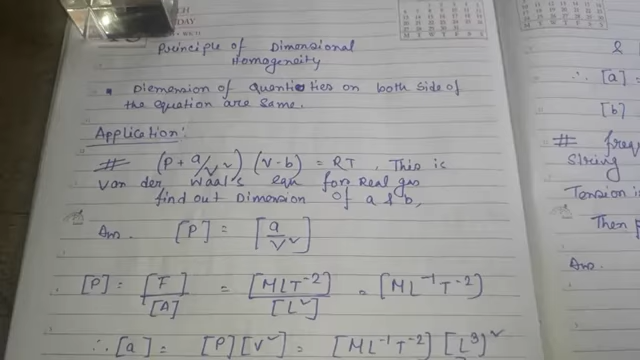 Principle of Dimensional
Homogeneity
• Diemension of quantities on both side of
the equation are same.
Application:
# (P + a/V²) (V-b) = RT, This is
Van der Waal's eqn for Real gas
find out Dimension of a & b,
Ans. [P] = [a/V²]
[P] = [F]/[A] = [MLT⁻²]/[L²] = [ML⁻¹T⁻²]
∴ [a] = [P][V²] = [ML⁻¹T⁻²] [L³]²
&
∴ [a] =
[b]
# freq
String
Tension i
Then
Ans.